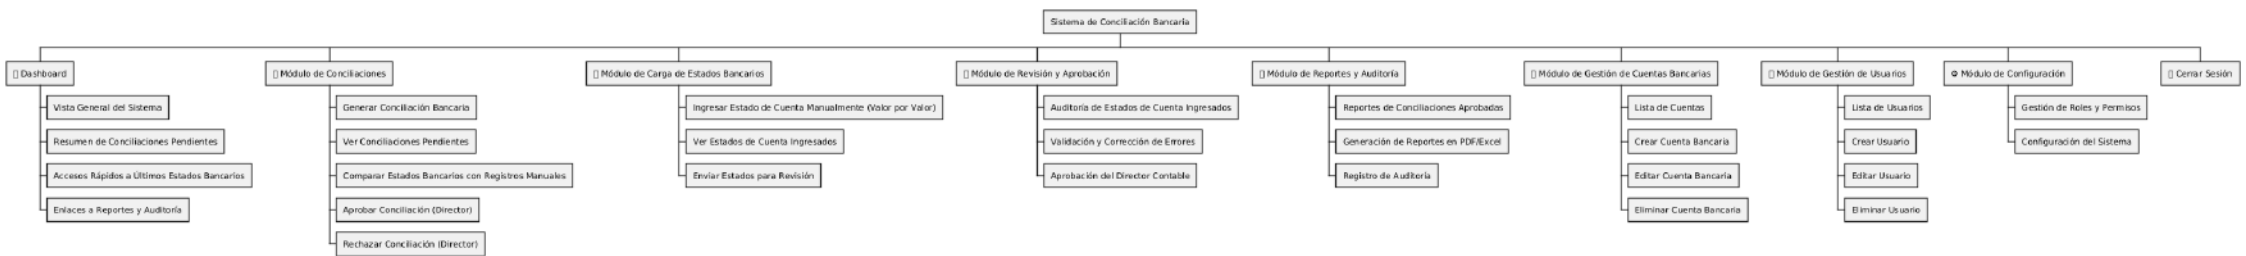 Sistema de Conciliación Bancaria
Dashboard
Vista General del Sistema
Resumen de Conciliaciones Pendientes
Accesos Rápidos a Últimos Estados Bancarios
Enlaces a Reportes y Auditoría
Módulo de Conciliaciones
Generar Conciliación Bancaria
Ver Conciliaciones Pendientes
Comparar Estados Bancarios con Registros Manuales
Aprobar Conciliación (Director)
Rechazar Conciliación (Director)
Módulo de Carga de Estados Bancarios
Ingresar Estado de Cuenta Manualmente (Valor por Valor)
Ver Estados de Cuenta Ingresados
Enviar Estados para Revisión
Módulo de Revisión y Aprobación
Auditoría de Estados de Cuenta Ingresados
Validación y Corrección de Errores
Aprobación del Director Contable
Módulo de Reportes y Auditoría
Reportes de Conciliaciones Aprobadas
Generación de Reportes en PDF/Excel
Registro de Auditoría
Módulo de Gestión de Cuentas Bancarias
Lista de Cuentas
Crear Cuenta Bancaria
Editar Cuenta Bancaria
Eliminar Cuenta Bancaria
Módulo de Gestión de Usuarios
Lista de Usuarios
Crear Usuario
Editar Usuario
Eliminar Usuario
Módulo de Configuración
Gestión de Roles y Permisos
Configuración del Sistema
Cerrar Sesión